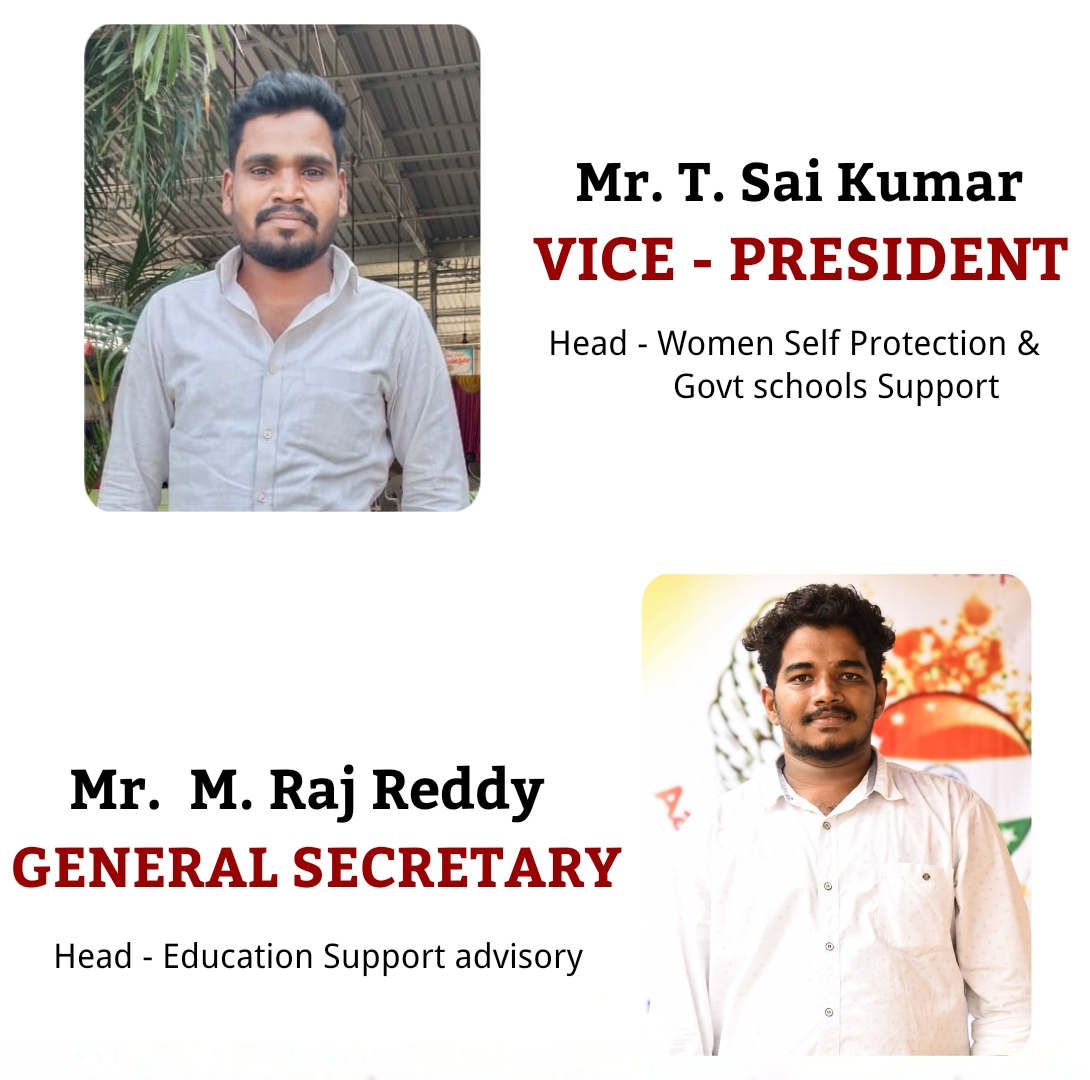 Mr. T. Sai Kumar
VICE - PRESIDENT
Head - Women Self Protection &
Govt schools Support
Mr. M. Raj Reddy
GENERAL SECRETARY
Head - Education Support advisory